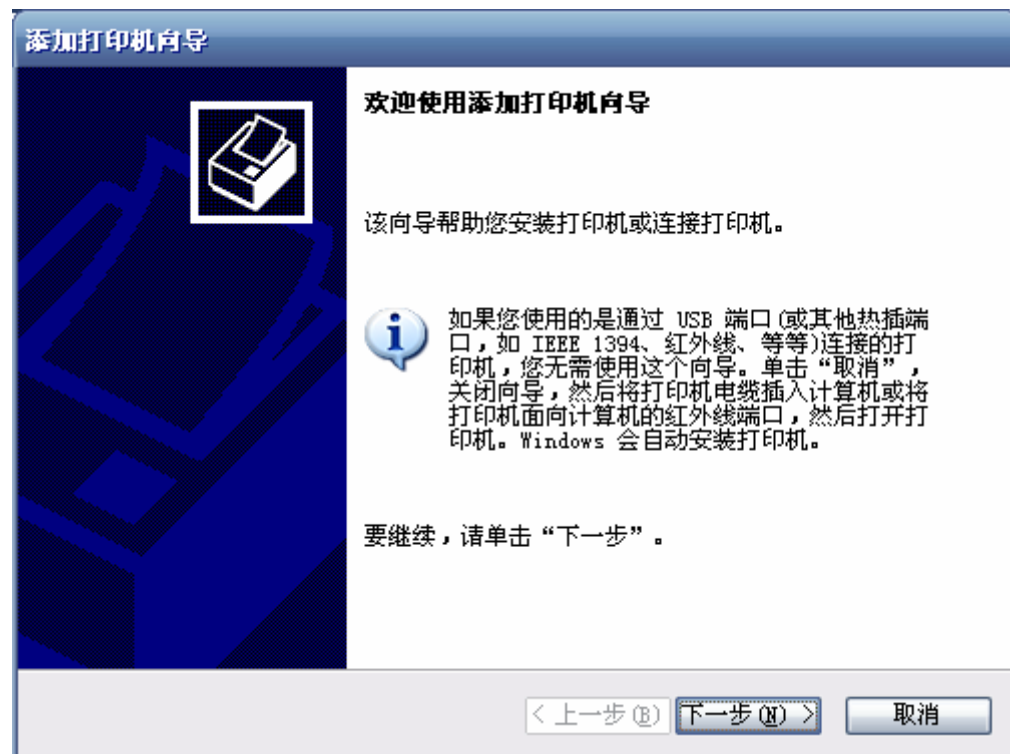 添加打印机向导
欢迎使用添加打印机向导
该向导帮助您安装打印机或连接打印机。
如果您使用的是通过 USB 端口(或其他热插端
口，如 IEEE 1394、红外线、等等)连接的打
印机，您无需使用这个向导。单击“取消”，
关闭向导，然后将打印机电缆插入计算机或将
打印机面向计算机的红外线端口，然后打开打
印机。Windows 会自动安装打印机。
要继续，请单击“下一步”。
< 上一步(B) 下一步(N) > 取消